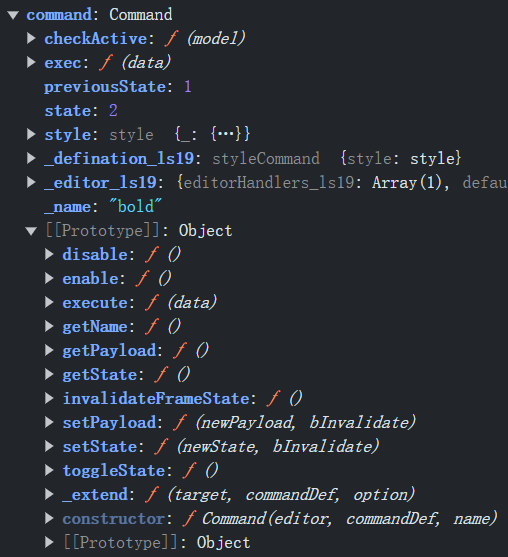 command: Command
checkActive: ƒ (model)
exec: ƒ (data)
previousState: 1
state: 2
style: style {_: {…}}
_defination_ls19: styleCommand {style: style}
_editor_ls19: {editorHandlers_ls19: Array(1), defau
_name: "bold"
[[Prototype]]: Object
disable: ƒ ()
enable: ƒ ()
execute: ƒ (data)
getName: ƒ ()
getPayload: ƒ ()
getState: ƒ ()
invalidateFrameState: ƒ ()
setPayload: ƒ (newPayload, bInvalidate)
setState: ƒ (newState, bInvalidate)
toggleState: ƒ ()
_extend: ƒ (target, commandDef, option)
constructor: ƒ Command(editor, commandDef, name)
[[Prototype]]: Object